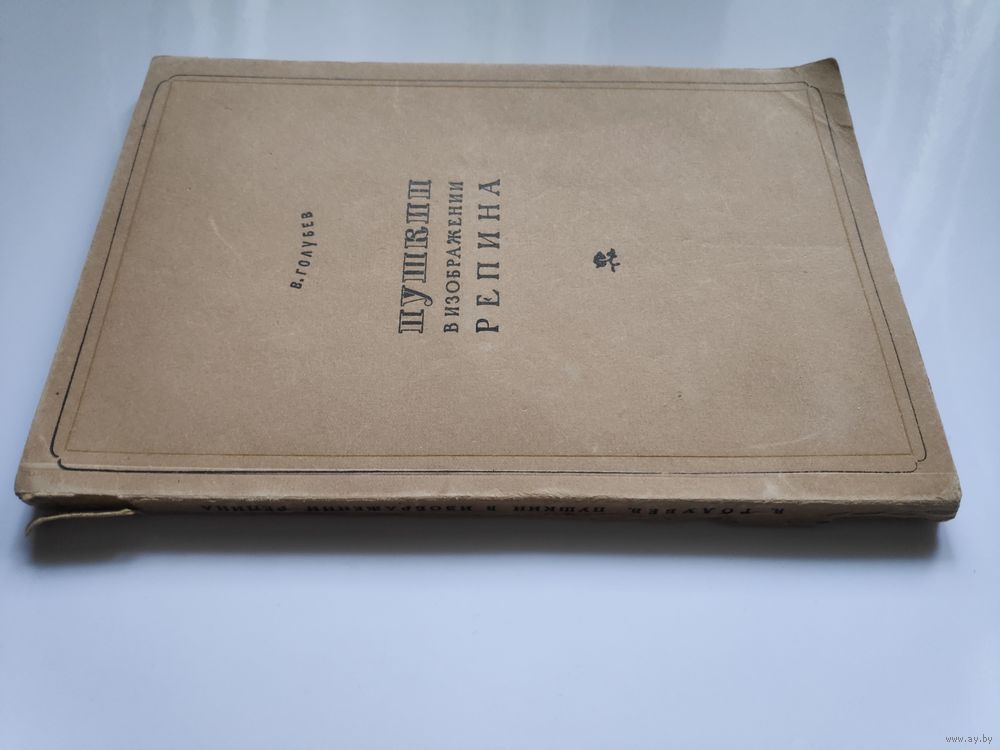 В. ГОЛУБЕВ
ПУШКИН
В ИЗОБРАЖЕНИИ
РЕПИНА
В. ГОЛУБЕВ. ПУШКИН В ИЗОБРАЖЕНИИ РЕПИНА
www.ay.by